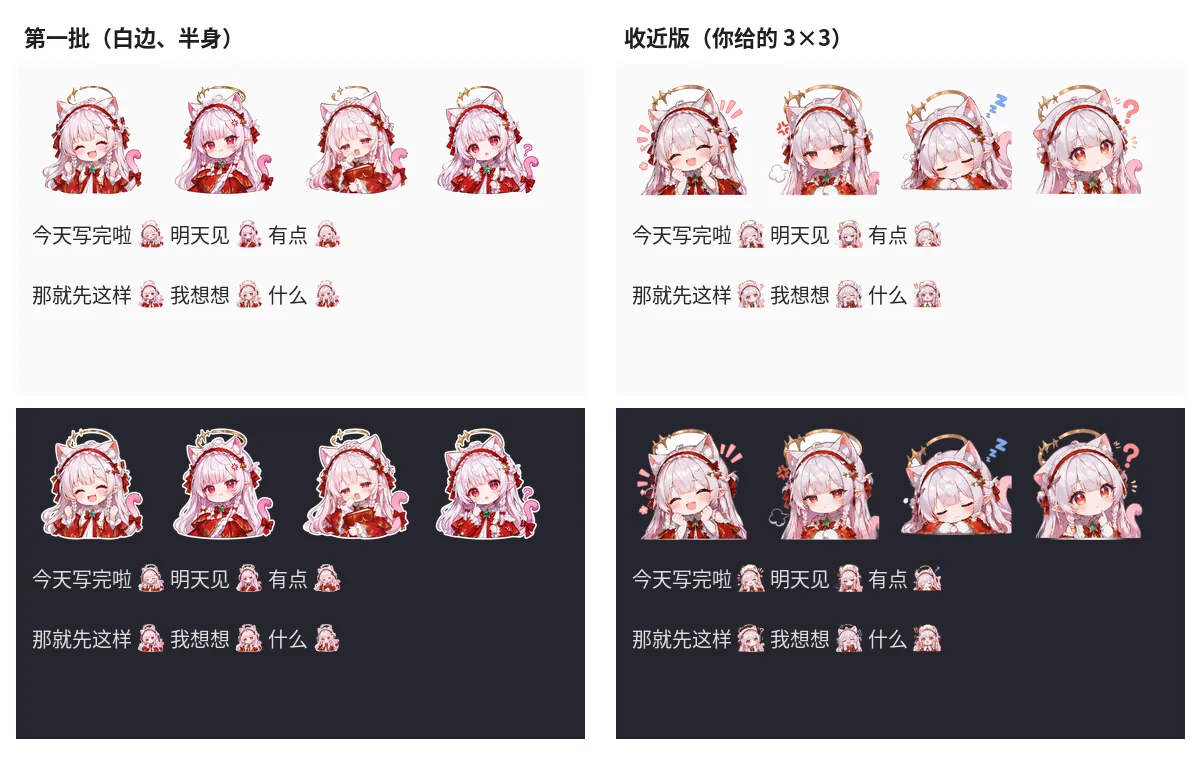 第一批（白边、半身）
今天写完啦 明天见 有点
那就先这样 我想想 什么
今天写完啦 明天见 有点
那就先这样 我想想 什么
收近版（你给的 3×3）
zzz
?
今天写完啦 明天见 有点
那就先这样 我想想 什么
zzz
?
今天写完啦 明天见 有点
那就先这样 我想想 什么